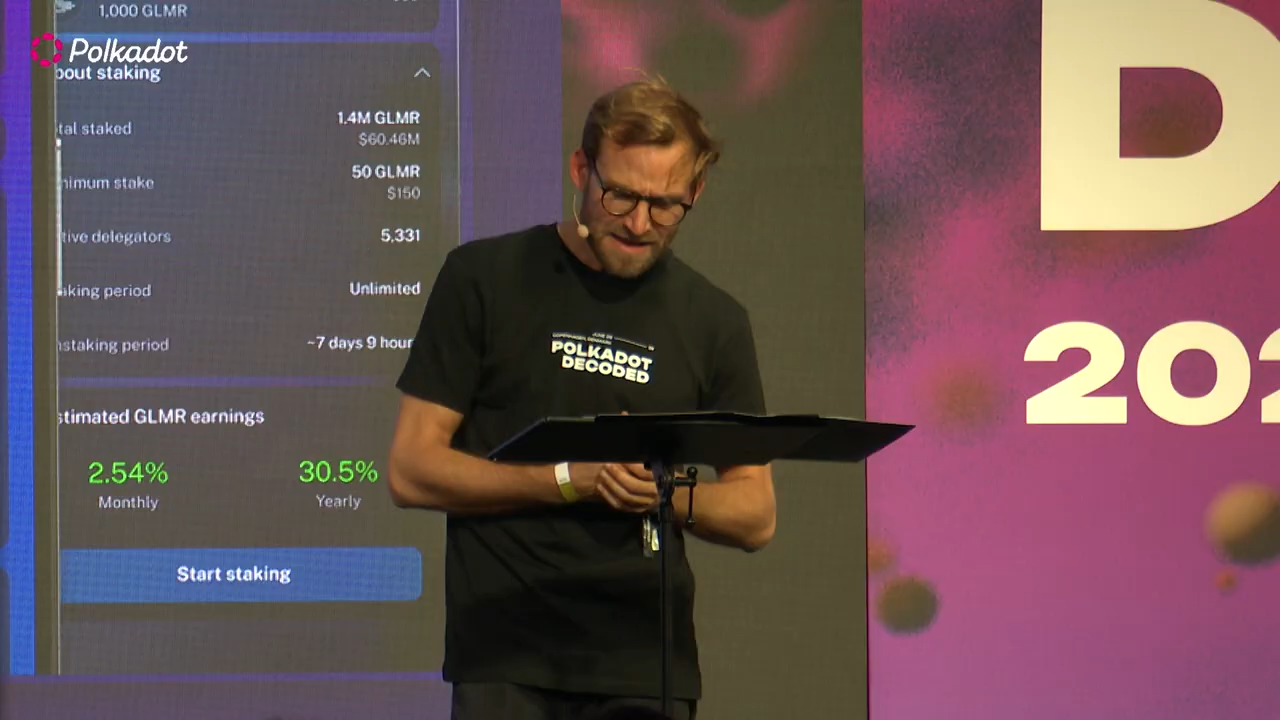 1,000 GLMR
Polkadot
bout staking
tal staked
1.4M GLMR
$60.46M
nimum stake
50 GLMR
$150
tive delegators
5,331
aking period
Unlimited
nstaking period
~7 days 9 hour
stimated GLMR earnings
2.54%
30.5%
Monthly
Yearly
Start staking
POLKADOT
DECODED
D
202